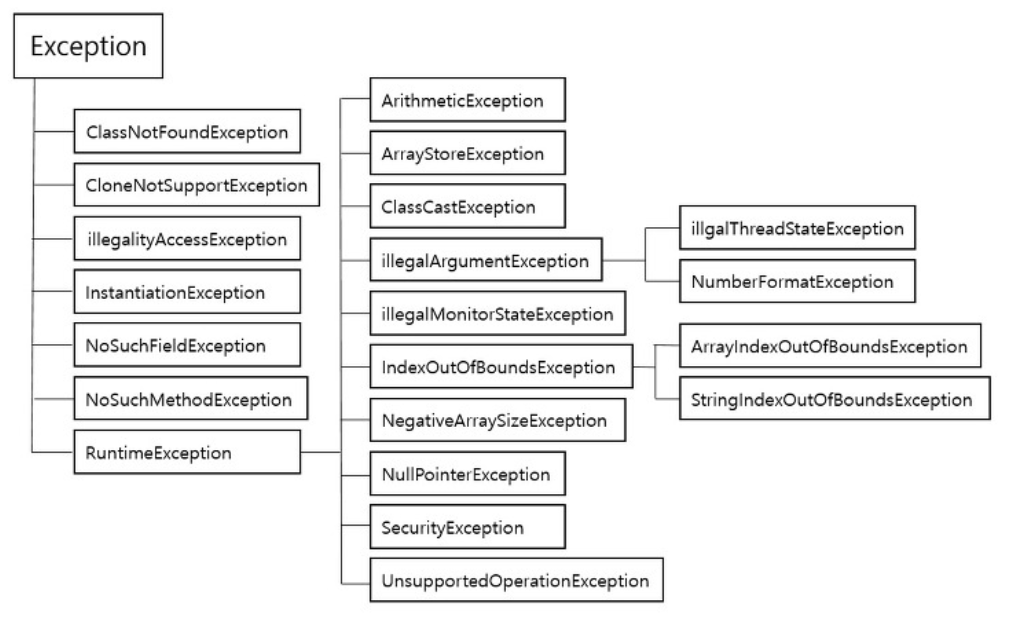 Exception
ClassNotFoundException
CloneNotSupportException
illegalityAccessException
InstantiationException
NoSuchFieldException
NoSuchMethodException
RuntimeException
ArithmeticException
ArrayStoreException
ClassCastException
illegalArgumentException
illegalMonitorStateException
IndexOutOfBoundsException
NegativeArraySizeException
NullPointerException
SecurityException
UnsupportedOperationException
illgalThreadStateException
NumberFormatException
ArrayIndexOutOfBoundsException
StringIndexOutOfBoundsException